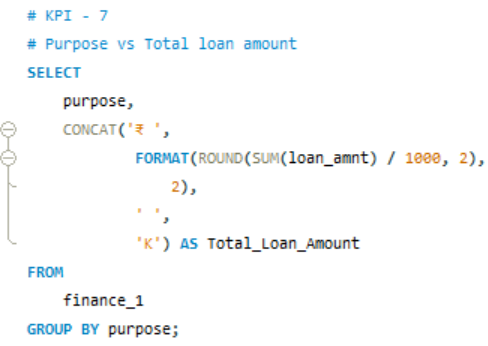 # KPI - 7
# Purpose vs Total loan amount
SELECT
purpose,
CONCAT('₹ ',
FORMAT(ROUND(SUM(loan_amnt) / 1000, 2),
2),
' ',
'K') AS Total_Loan_Amount
FROM
finance_1
GROUP BY purpose;